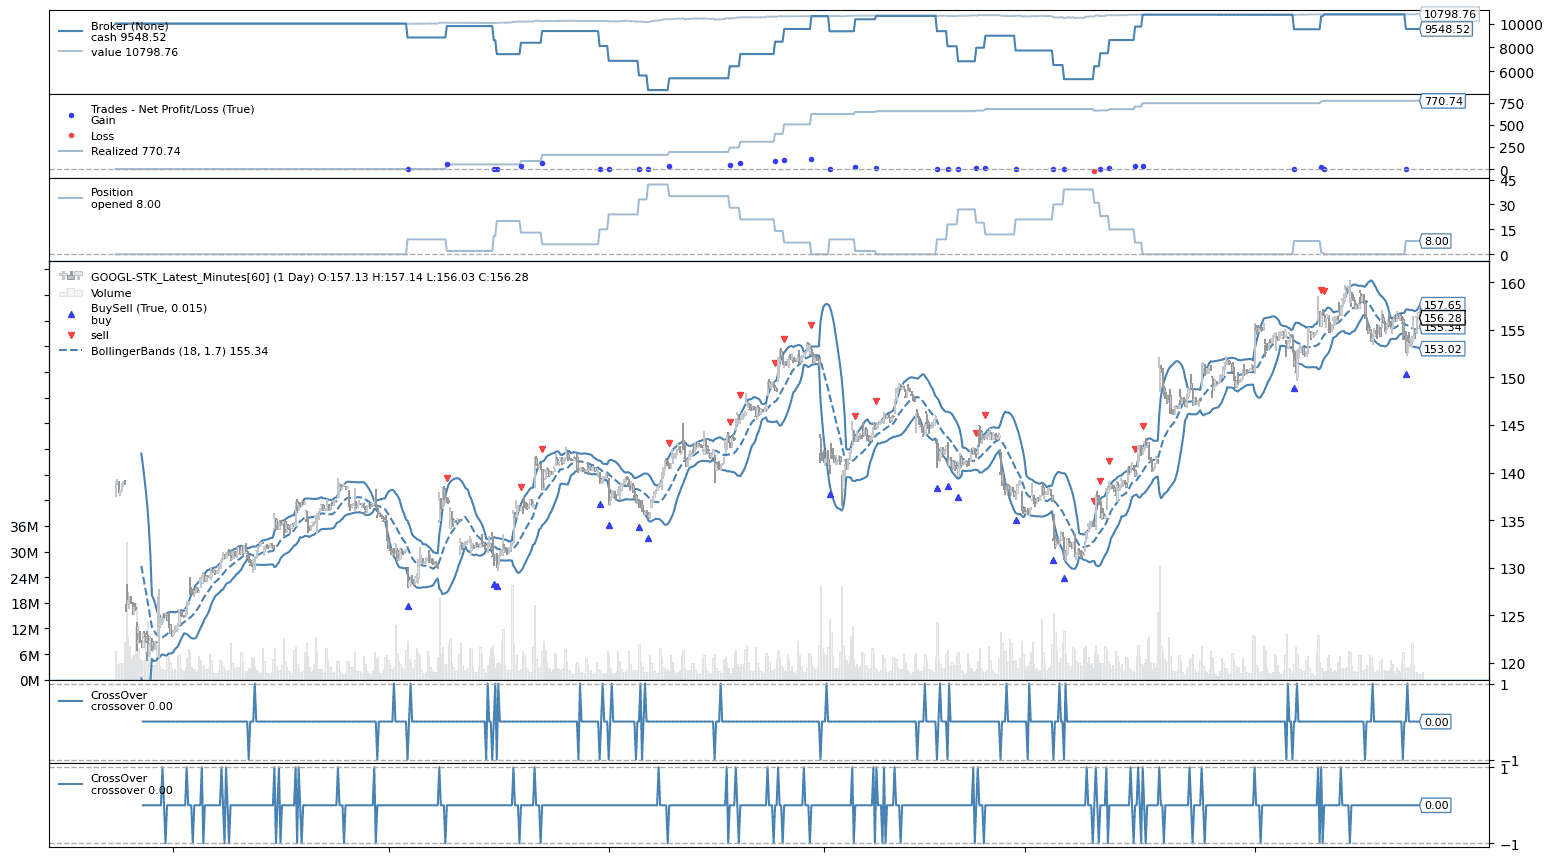 Broker (None)
cash 9548.52
value 10798.76
10798.76
10000
9548.52
8000
6000
Trades - Net Profit/Loss (True)
Gain
Loss
Realized 770.74
770.74
750
500
250
0
Position
opened 8.00
45
30
15
8.00
0
GOOGL-STK_Latest_Minutes[60] (1 Day) O:157.13 H:157.14 L:156.03 C:156.28
Volume
BuySell (True, 0.015)
buy
sell
BollingerBands (18, 1.7) 155.34
160
157.65
156.28
155.34
155
153.02
150
145
140
135
130
125
120
36M
30M
24M
18M
12M
6M
0M
CrossOver
crossover 0.00
1
0.00
−1
CrossOver
crossover 0.00
1
0.00
−1